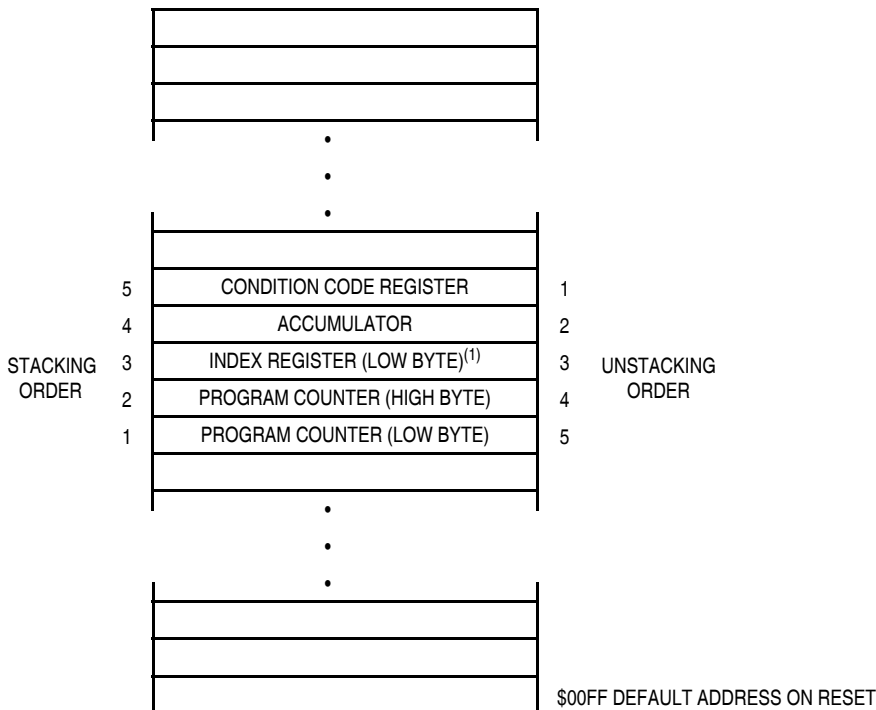 5 CONDITION CODE REGISTER 1
4 ACCUMULATOR 2
STACKING ORDER 3 INDEX REGISTER (LOW BYTE)(1) 3 UNSTACKING ORDER
2 PROGRAM COUNTER (HIGH BYTE) 4
1 PROGRAM COUNTER (LOW BYTE) 5
$00FF DEFAULT ADDRESS ON RESET